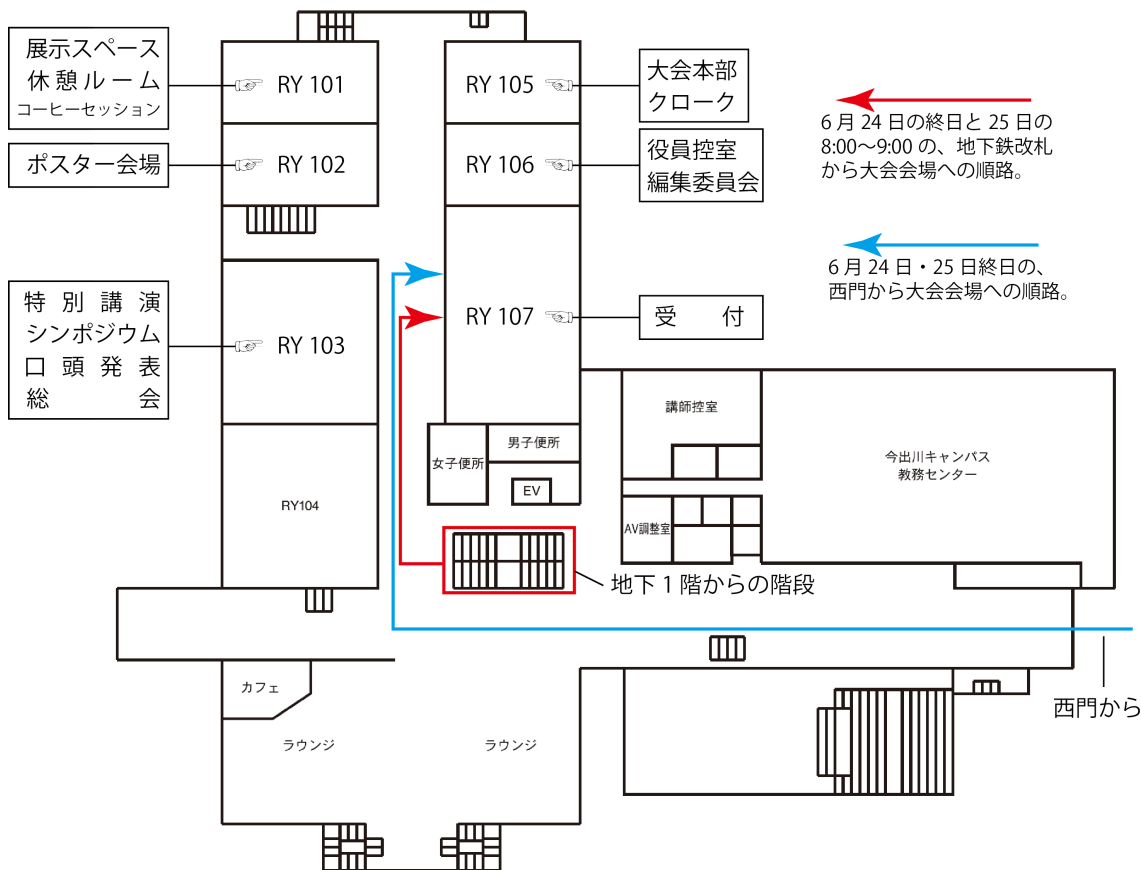 展示スペース
休憩ルーム
コーヒーセッション
RY 101
ポスター会場
RY 102
特別講演
シンポジウム
口頭発表
総会
RY 103
RY104
RY 105
大会本部
クローク
RY 106
役員控室
編集委員会
RY 107
受付
6月24日の終日と25日の
8:00〜9:00の、地下鉄改札
から大会会場への順路。
6月24日・25日終日の、
西門から大会会場への順路。
女子便所
男子便所
EV
講師控室
AV調整室
今出川キャンパス
教務センター
地下1階からの階段
西門から
カフェ
ラウンジ
ラウンジ